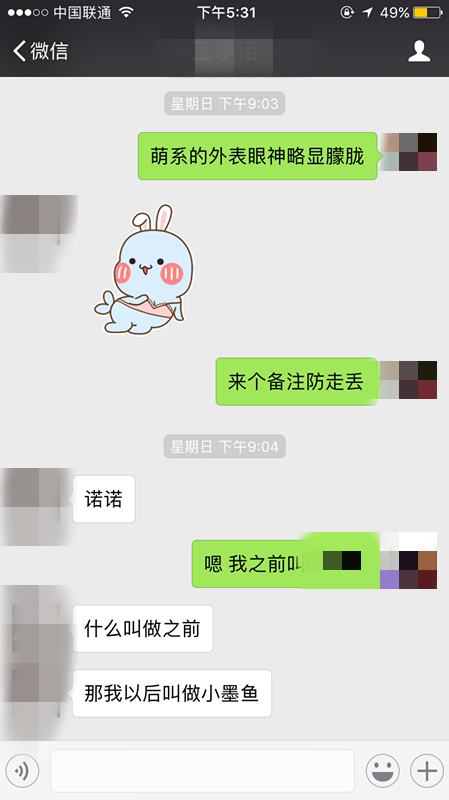 中国联通
下午5:31
49%
微信
星期日 下午9:03
萌系的外表眼神略显朦胧
来个备注防走丢
星期日 下午9:04
诺诺
嗯 我之前叫
什么叫做之前
那我以后叫做小墨鱼